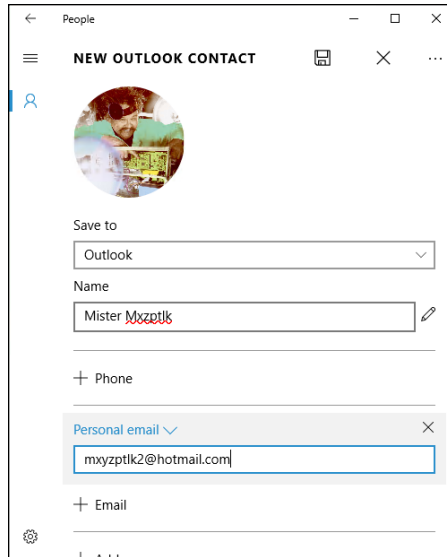 People
NEW OUTLOOK CONTACT
Save to
Outlook
Name
Mister Mxzptlk
Phone
Personal email
mxyzptlk2@hotmail.com
Email